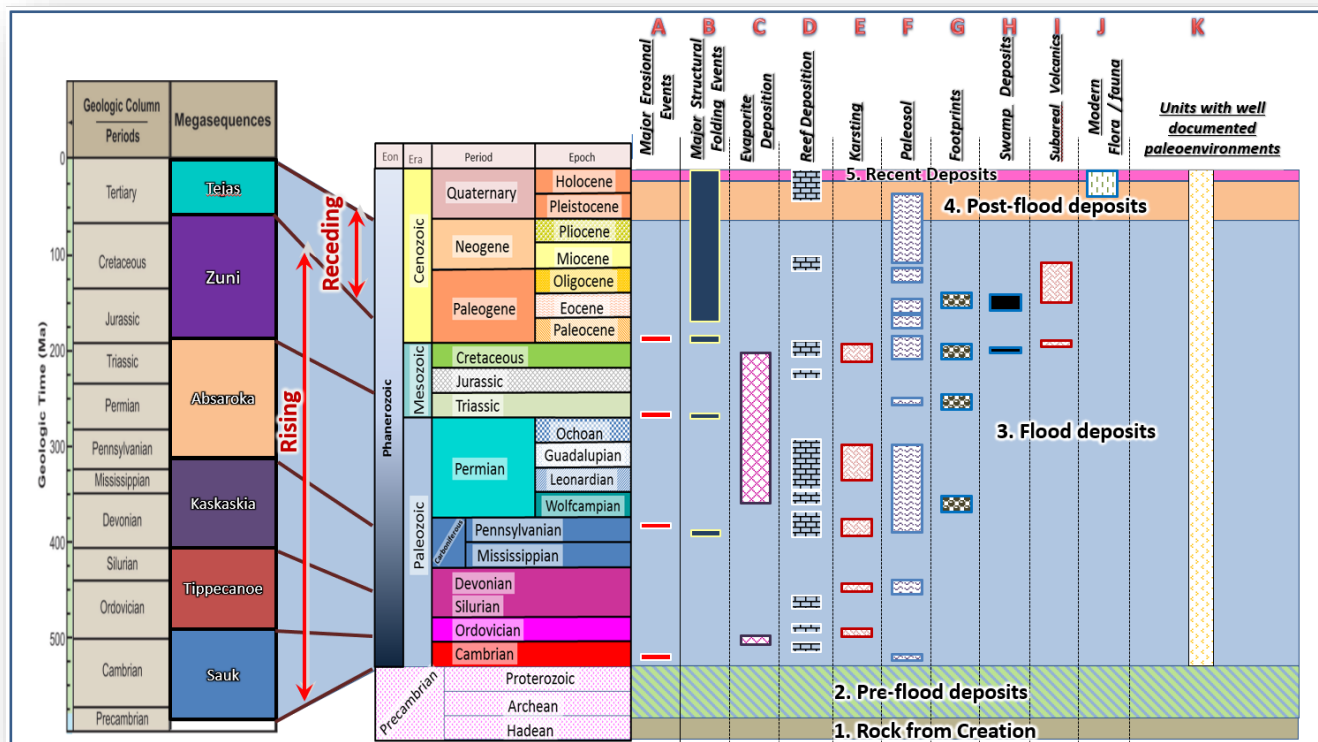 A B C D E F G H I J K
Major Erosional
Events
Major Structural
Folding Events
Evaporite
Deposition
Reef Deposition
Karsting
Paleosol
Footprints
Swamp Deposits
Subareal Volcanics
Modern
Flora / fauna
Units with well
documented
paleoenvironments
Geologic Column
Periods
Megasequences
Geologic Time (Ma)
0
100
200
300
400
500
Tertiary
Cretaceous
Jurassic
Triassic
Permian
Pennsylvanian
Mississippian
Devonian
Silurian
Ordovician
Cambrian
Precambrian
Tejas
Zuni
Absaroka
Kaskaskia
Tippecanoe
Sauk
Receding
Rising
Eon
Era
Period
Epoch
Phanerozoic
Cenozoic
Mesozoic
Paleozoic
Quaternary
Holocene
Pleistocene
Neogene
Pliocene
Miocene
Paleogene
Oligocene
Eocene
Paleocene
Cretaceous
Jurassic
Triassic
Permian
Ochoan
Guadalupian
Leonardian
Wolfcampian
Carboniferous
Pennsylvanian
Mississippian
Devonian
Silurian
Ordovician
Cambrian
Precambrian
Proterozoic
Archean
Hadean
5. Recent Deposits
4. Post-flood deposits
3. Flood deposits
2. Pre-flood deposits
1. Rock from Creation